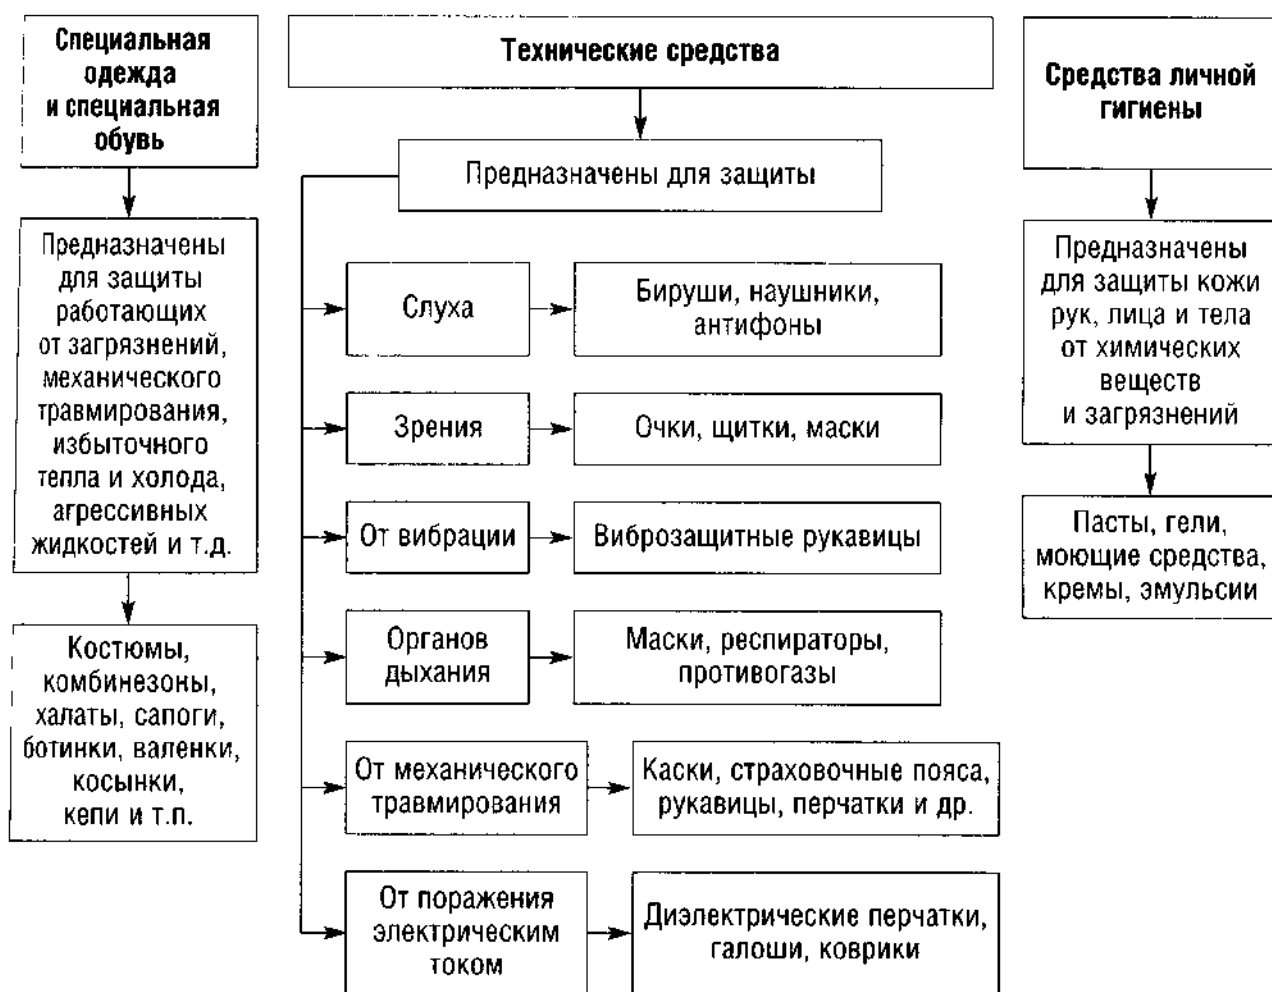 Специальная
одежда
и специальная
обувь
Предназначены
для защиты
работающих
от загрязнений,
механического
травмирования,
избыточного
тепла и холода,
агрессивных
жидкостей и т.д.
Костюмы,
комбинезоны,
халаты, сапоги,
ботинки, валенки,
косынки,
кепи и т.п.
Технические средства
Предназначены для защиты
Слуха
Бируши, наушники,
антифоны
Зрения
Очки, щитки, маски
От вибрации
Виброзащитные рукавицы
Органов
дыхания
Маски, респираторы,
противогазы
От механического
травмирования
Каски, страховочные пояса,
рукавицы, перчатки и др.
От поражения
электрическим
током
Диэлектрические перчатки,
галоши, коврики
Средства личной
гигиены
Предназначены
для защиты кожи
рук, лица и тела
от химических
веществ
и загрязнений
Пасты, гели,
моющие средства,
кремы, эмульсии